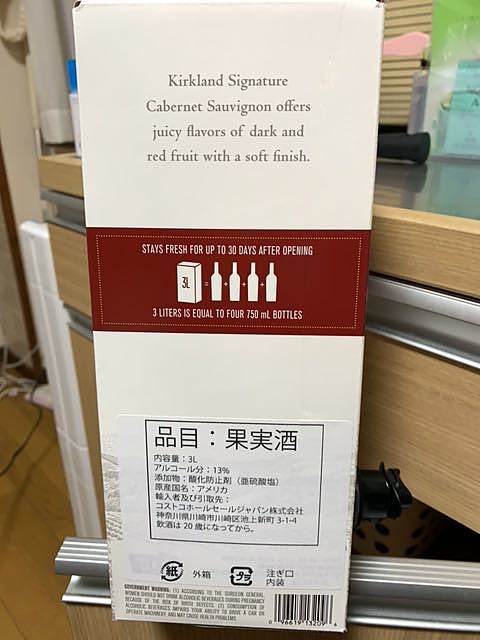 Kirkland Signature
Cabernet Sauvignon offers
juicy flavors of dark and
red fruit with a soft finish.
STAYS FRESH FOR UP TO 30 DAYS AFTER OPENING
3L = + + +
3 LITERS IS EQUAL TO FOUR 750 mL BOTTLES
品目：果実酒
内容量：3L
アルコール分：13%
添加物：酸化防止剤（亜硫酸塩）
原産国名：アメリカ
輸入者及び引取先：
コストコホールセールジャパン株式会社
神奈川県川崎市川崎区池上新町 3-1-4
飲酒は 20 歳になってから。
紙 外箱 プラ 注ぎ口
内装
GOVERNMENT WARNING: (1) ACCORDING TO THE SURGEON GENERAL,
WOMEN SHOULD NOT DRINK ALCOHOLIC BEVERAGES DURING PREGNANCY
BECAUSE OF THE RISK OF BIRTH DEFECTS. (2) CONSUMPTION OF
ALCOHOLIC BEVERAGES IMPAIRS YOUR ABILITY TO DRIVE A CAR OR
OPERATE MACHINERY, AND MAY CAUSE HEALTH PROBLEMS.
0 96619 13209 6